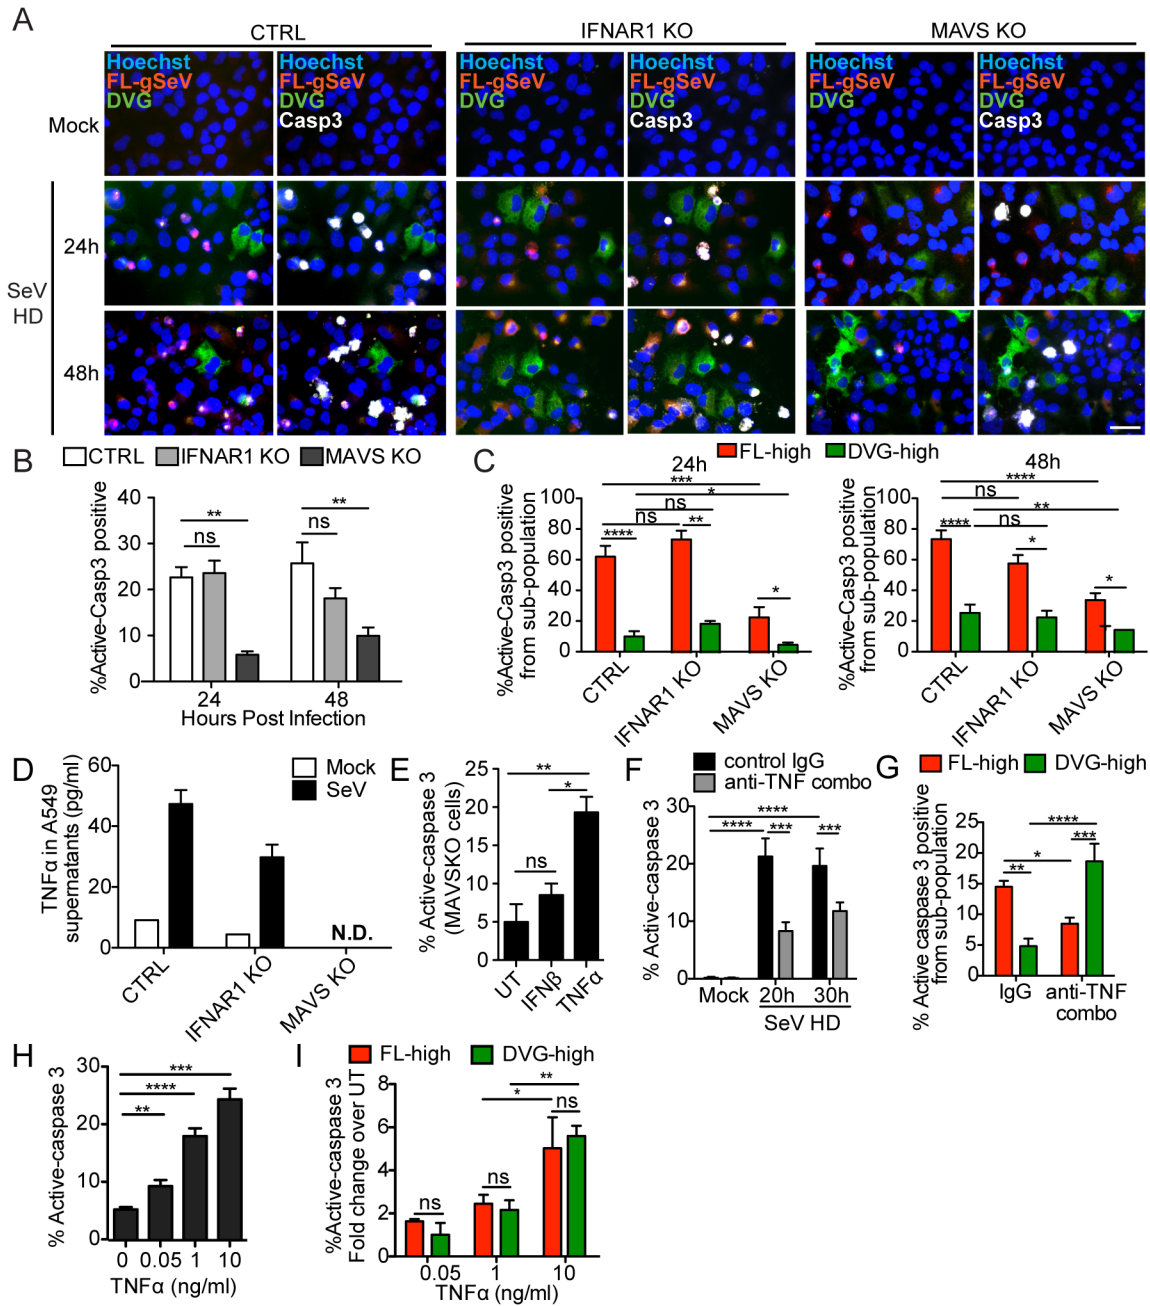 A
CTRL
IFNAR1 KO
MAVS KO
Hoechst
FL-gSeV
DVG
Hoechst
FL-gSeV
DVG
Casp3
Hoechst
FL-gSeV
DVG
Hoechst
FL-gSeV
DVG
Casp3
Hoechst
FL-gSeV
DVG
Hoechst
FL-gSeV
DVG
Casp3
Mock
SeV
HD
24h
48h
B
CTRL IFNAR1 KO MAVS KO
%Active-Casp3 positive
40
30
20
10
0
**
ns
**
ns
24 48
Hours Post Infection
C
FL-high DVG-high
24h
%Active-Casp3 positive
from sub-population
100
80
60
40
20
0
***
*
ns
ns
**
****
*
CTRL
IFNAR1 KO
MAVS KO
48h
%Active-Casp3 positive
from sub-population
100
80
60
40
20
0
****
ns
**
****
ns
*
*
CTRL
IFNAR1 KO
MAVS KO
D
Mock
SeV
TNFα in A549
supernatants (pg/ml)
60
40
20
0
N.D.
CTRL
IFNAR1 KO
MAVS KO
E
% Active-caspase 3
(MAVSKO cells)
25
20
15
10
5
0
**
*
ns
UT
IFNβ
TNFα
F
control IgG
anti-TNF combo
% Active-caspase 3
30
20
10
0
****
****
***
***
Mock 20h 30h
SeV HD
G
FL-high DVG-high
% Active caspase 3 positive
from sub-population
25
20
15
10
5
0
****
***
*
**
IgG anti-TNF
combo
H
% Active-caspase 3
30
20
10
0
***
****
**
0 0.05 1 10
TNFα (ng/ml)
I
FL-high DVG-high
%Active-caspase 3
Fold change over UT
8
6
4
2
0
**
*
ns
ns
ns
0.05 1 10
TNFα (ng/ml)